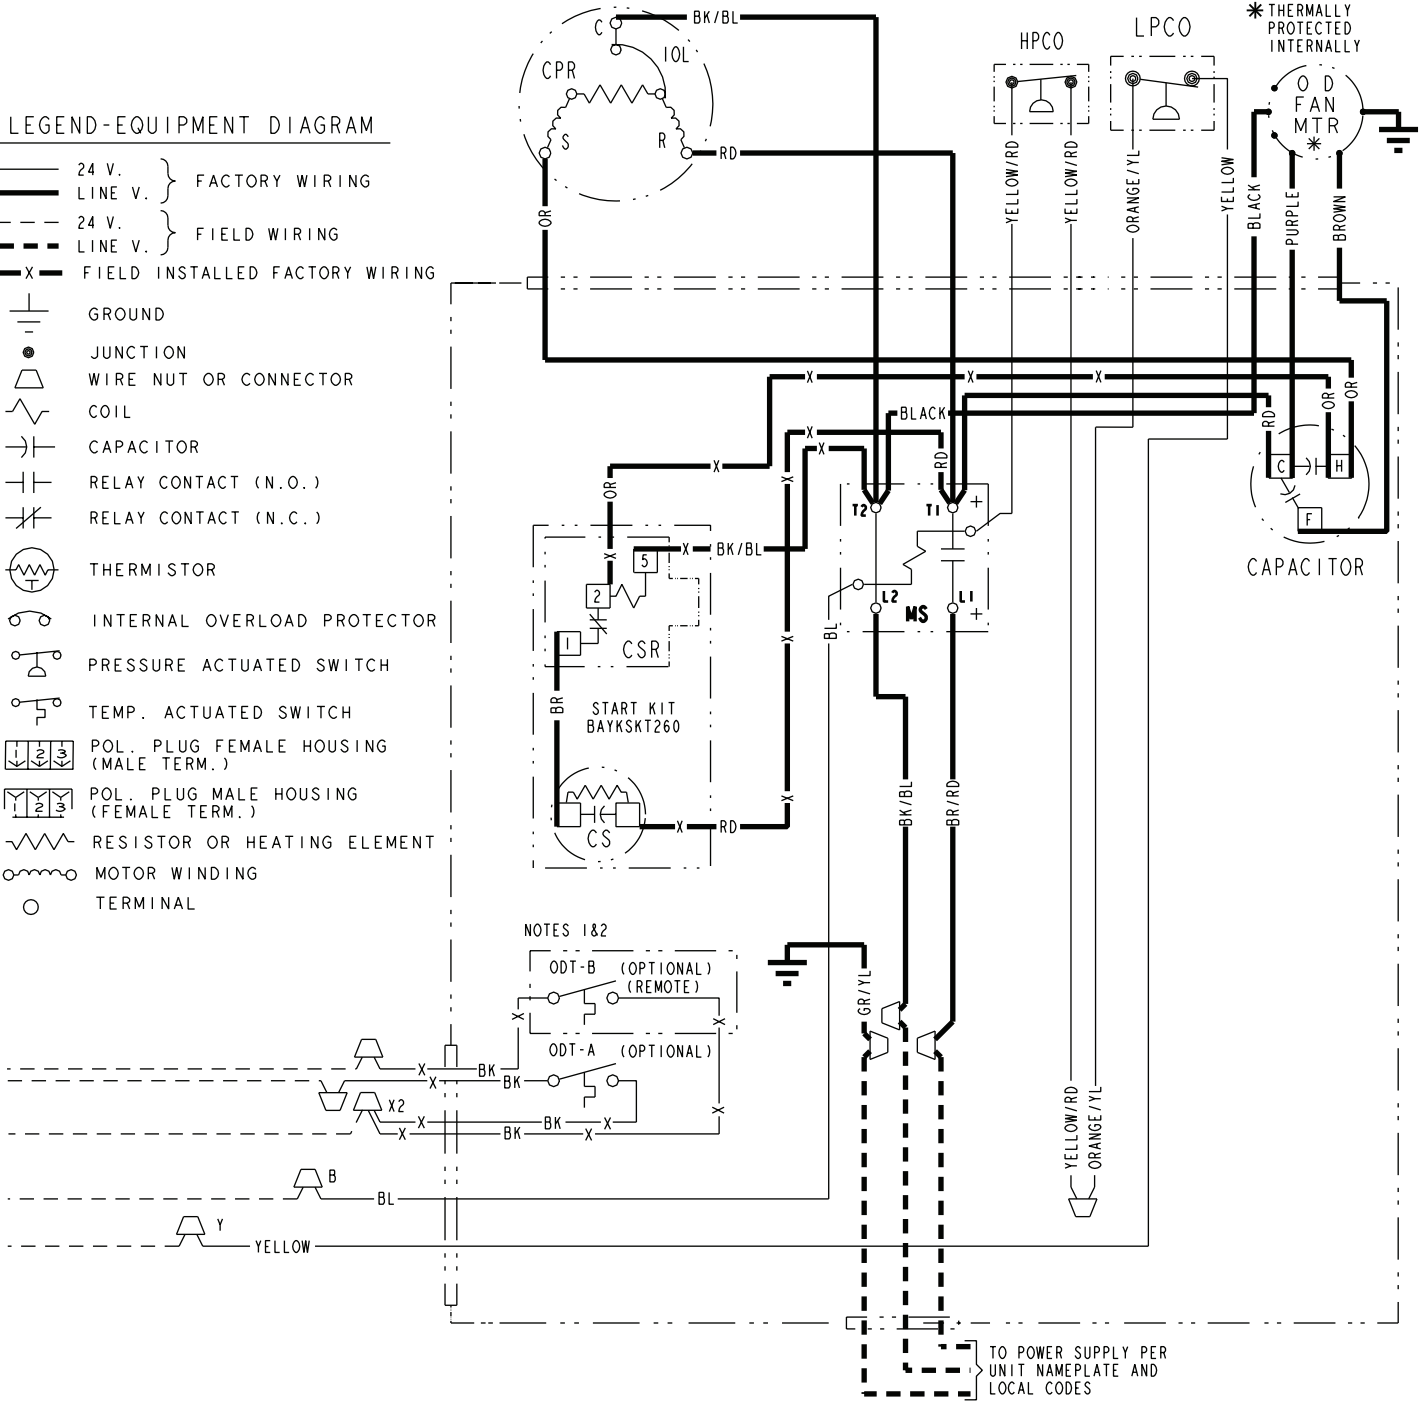 LEGEND-EQUIPMENT DIAGRAM
24 V.
LINE V.
FACTORY WIRING
24 V.
LINE V.
FIELD WIRING
X FIELD INSTALLED FACTORY WIRING
GROUND
JUNCTION
WIRE NUT OR CONNECTOR
COIL
CAPACITOR
RELAY CONTACT (N.O.)
RELAY CONTACT (N.C.)
THERMISTOR
INTERNAL OVERLOAD PROTECTOR
PRESSURE ACTUATED SWITCH
TEMP. ACTUATED SWITCH
1 2 3
POL. PLUG FEMALE HOUSING
(MALE TERM.)
1 2 3
POL. PLUG MALE HOUSING
(FEMALE TERM.)
RESISTOR OR HEATING ELEMENT
MOTOR WINDING
TERMINAL
C
BK/BL
IOL
CPR
S
R
RD
OR
HPCO
LPCO
* THERMALLY
PROTECTED
INTERNALLY
O D
FAN
MTR
*
YELLOW/RD
YELLOW/RD
ORANGE/YL
YELLOW
BLACK
PURPLE
BROWN
X
X
X
BLACK
X
X
X
X
RD
RD
OR
OR
C
H
F
CAPACITOR
OR
X
X
BK/BL
5
2
1
CSR
BR
START KIT
BAYKSKT260
CS
X
RD
X
X
T2
T1
+
L2
L1
MS
+
BL
BK/BL
BR/RD
NOTES 1&2
ODT-B
(OPTIONAL)
(REMOTE)
X
X
ODT-A
(OPTIONAL)
X
BK
X
BK
X2
X
BK
X
X
BK
X
X
B
BL
Y
YELLOW
GR/YL
YELLOW/RD
ORANGE/YL
TO POWER SUPPLY PER
UNIT NAMEPLATE AND
LOCAL CODES